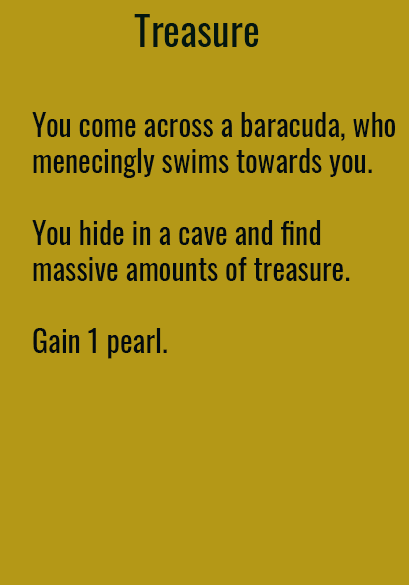 Treasure
You come across a baracuda, who
menecingly swims towards you.
You hide in a cave and find
massive amounts of treasure.
Gain 1 pearl.